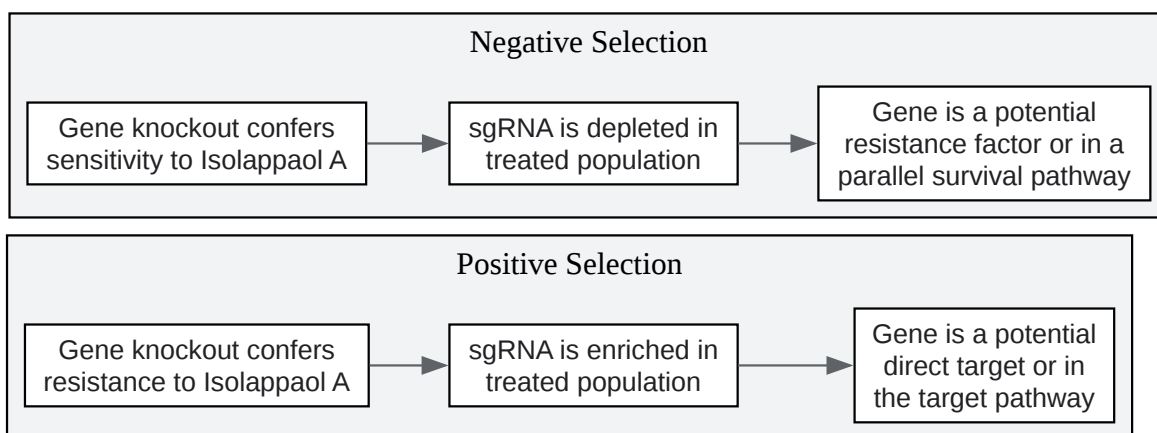 Negative Selection
Gene knockout confers
sensitivity to Isolappaol A
sgRNA is depleted in
treated population
Gene is a potential
resistance factor or in a
parallel survival pathway
Positive Selection
Gene knockout confers
resistance to Isolappaol A
sgRNA is enriched in
treated population
Gene is a potential
direct target or in
the target pathway